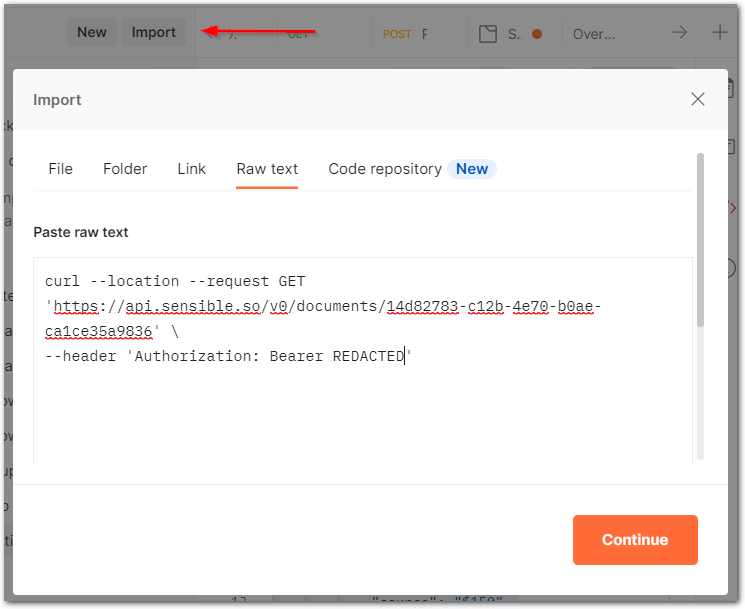 New Import GET POST F S.. Over...
Import
File Folder Link Raw text Code repository New
Paste raw text
curl --location --request GET
'https://api.sensible.so/v0/documents/14d82783-c12b-4e70-b0ae-
ca1ce35a9836' \
--header 'Authorization: Bearer REDACTED'
Continue